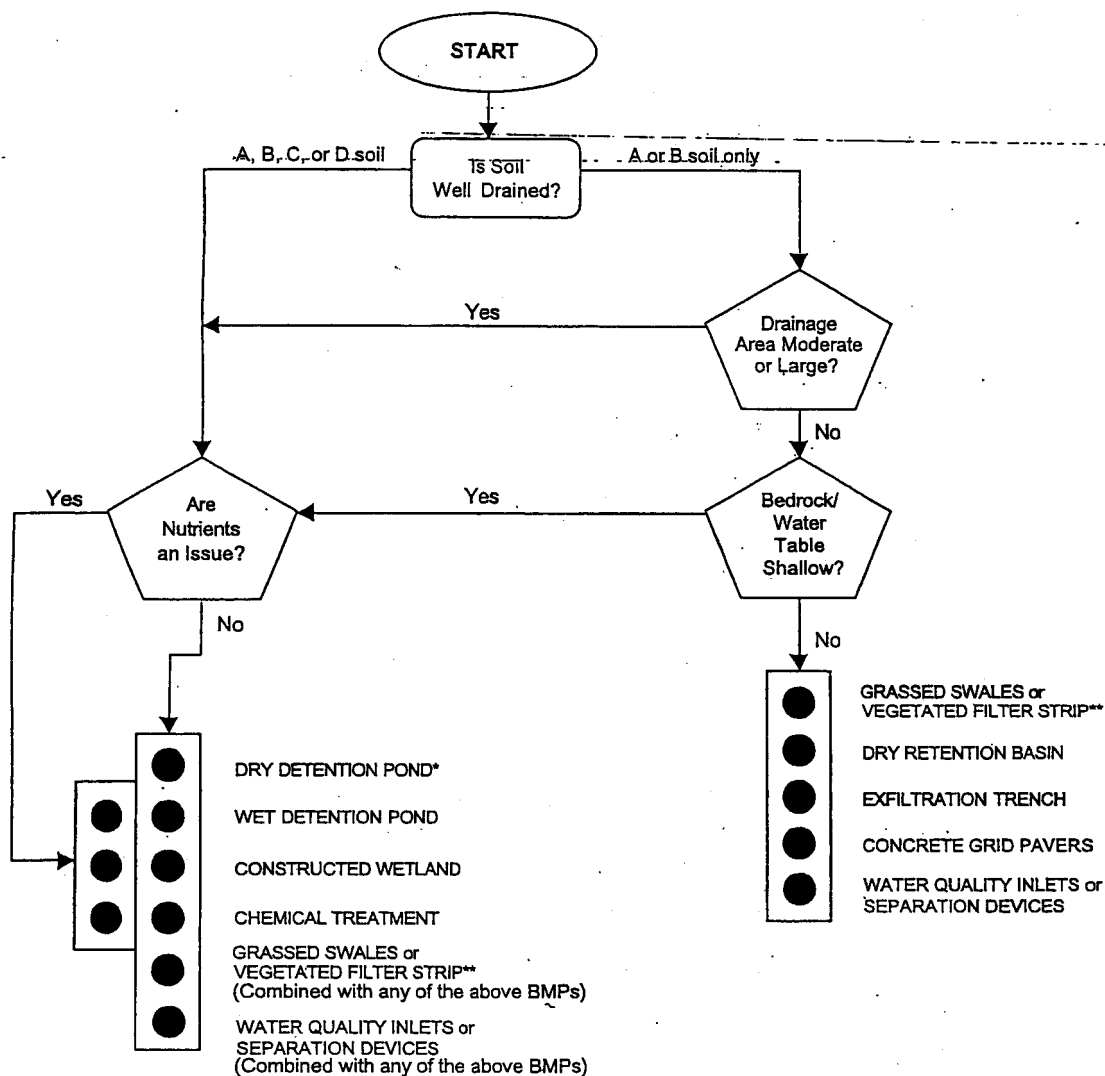 START
A, B, C, or D soil
Is Soil
Well Drained?
A or B soil only
Yes
Drainage
Area Moderate
or Large?
No
Yes
Are
Nutrients
an Issue?
Yes
Bedrock/
Water
Table
Shallow?
No
No
DRY DETENTION POND*
WET DETENTION POND
CONSTRUCTED WETLAND
CHEMICAL TREATMENT
GRASSED SWALES or
VEGETATED FILTER STRIP**
(Combined with any of the above BMPs)
WATER QUALITY INLETS or
SEPARATION DEVICES
(Combined with any of the above BMPs)
GRASSED SWALES or
VEGETATED FILTER STRIP**
DRY RETENTION BASIN
EXFILTRATION TRENCH
CONCRETE GRID PAVERS
WATER QUALITY INLETS or
SEPARATION DEVICES